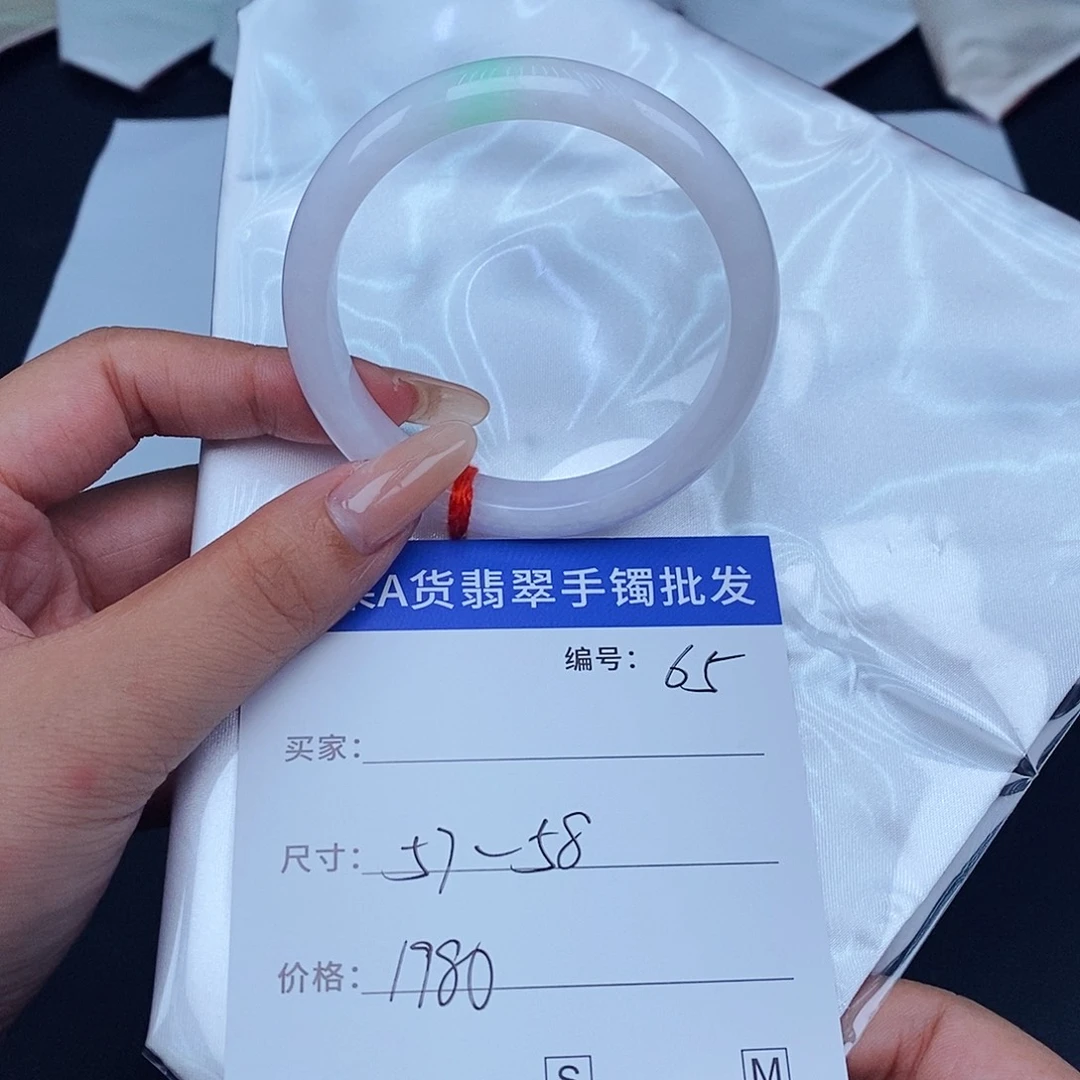 A货翡翠手镯批发
编号： 65
买家：
尺寸： 57~58
价格： 1980
S M